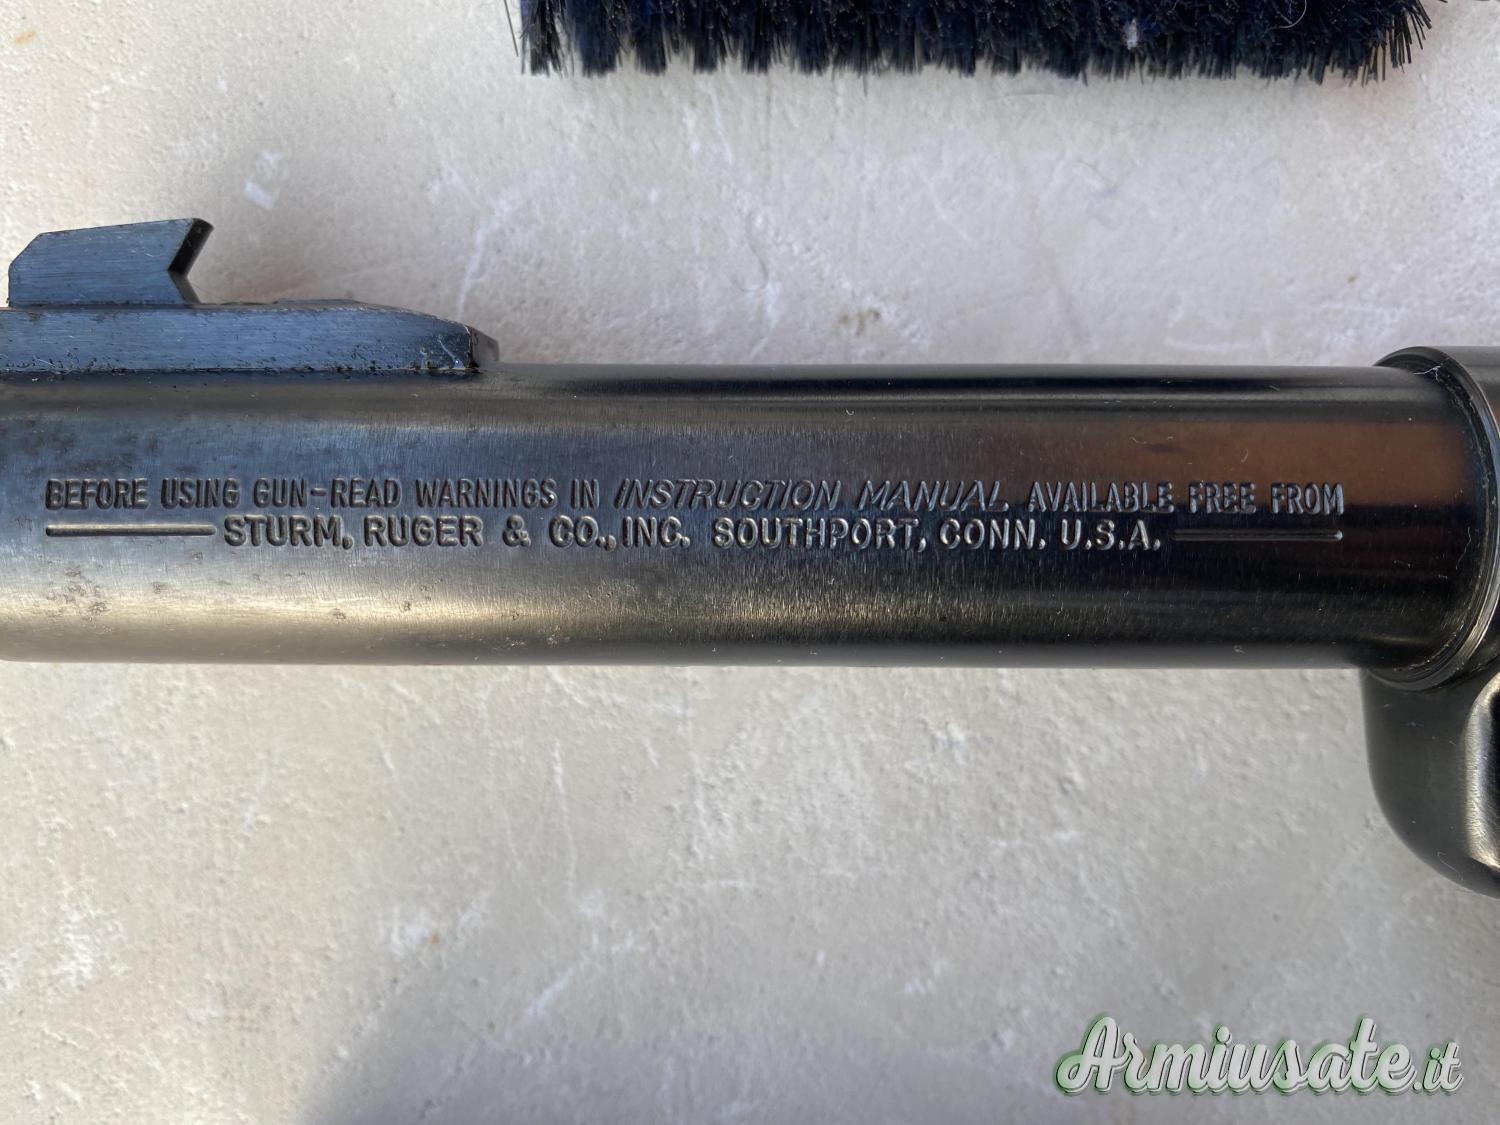 BEFORE USING GUN-READ WARNINGS IN INSTRUCTION MANUAL AVAILABLE FREE FROM
STURM, RUGER & CO., INC. SOUTHPORT, CONN. U.S.A.
Armiusate.it